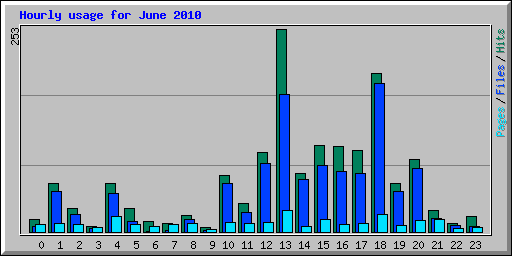 Hourly usage for June 2010
253
Pages/Files/Hits
0 1 2 3 4 5 6 7 8 9 10 11 12 13 14 15 16 17 18 19 20 21 22 23